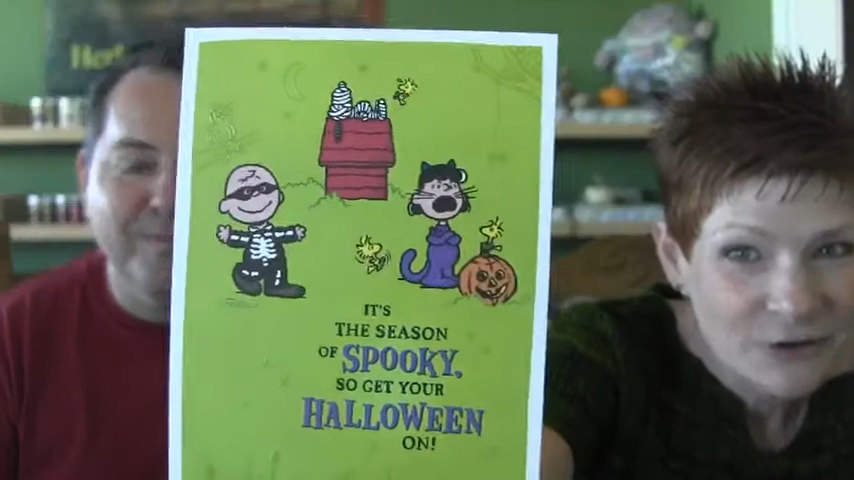 IT'S
THE SEASON
OF SPOOKY,
SO GET YOUR
HALLOWEEN
ON!